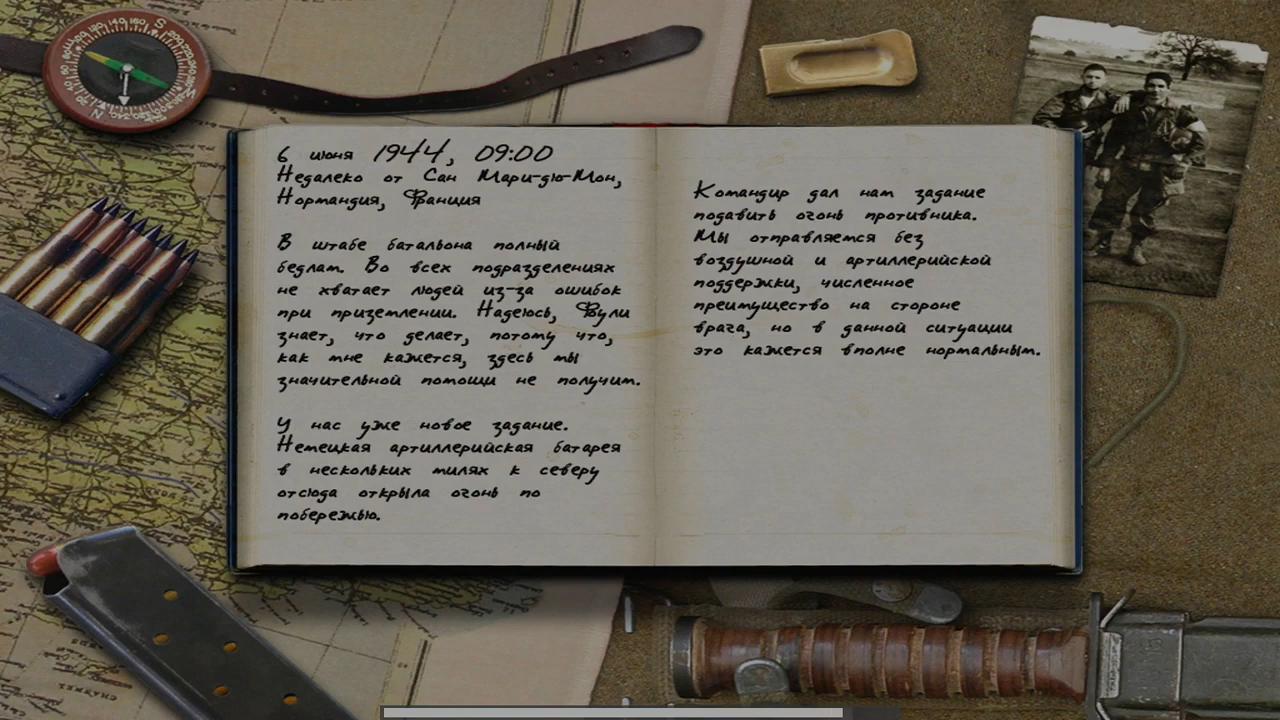 6 июня 1944, 09:00
Недалеко от Сан Мари-дю-Мон,
Нормандия, Франция
В штабе батальона полный
бедлам. Во всех подразделениях
не хватает людей из-за ошибок
при приземлении. Надеюсь, Фули
знает, что делает, потому что,
как мне кажется, здесь мы
значительной помощи не получим.
У нас уже новое задание.
Немецкая артиллерийская батарея
в нескольких милях к северу
отсюда открыла огонь по
побережью.
Командир дал нам задание
подавить огонь противника.
Мы отправляемся без
воздушной и артиллерийской
поддержки, численное
преимущество на стороне
врага, но в данной ситуации
это кажется вполне нормальным.